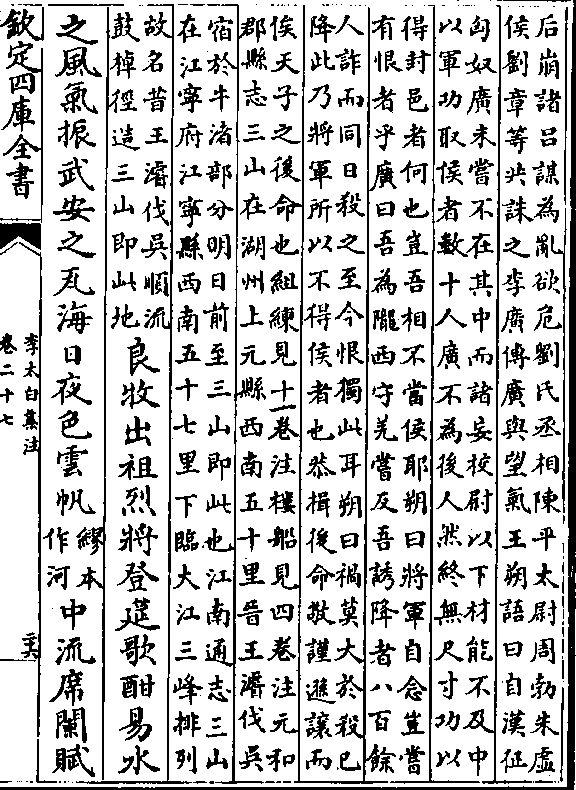 后崩諸吕謀為亂欲危劉氏丞相陳平太尉周勃朱虛
侯劉章等共誅之李廣傳廣與望氣王朔語曰自漢征
匈奴廣未嘗不在其中而諸妄校尉以下材能不及中
以軍功取侯者數十人廣不為後人然終無尺寸功以
得封邑者何也豈吾相不當侯耶朔曰將軍自念豈嘗
有恨者乎廣曰吾為隴西守羌嘗反吾誘降者八百餘
人詐而同日殺之至今恨獨此耳朔曰禍莫大於殺已
降此乃將軍所以不得侯者也恭揖後命敬謹遜讓而
俟天子之後命也組練見十一卷注樓船見四卷注元和
郡縣志三山在湖州上元縣西南五十里晉王濬伐吳
宿於牛渚部分明日前至三山即此也江南通志三山
在江寧府江寧縣西南五十七里下臨大江三峰排列
故名昔王濬伐吳順流
鼓棹徑造三山即此地
良牧出祖烈將登筵歌酣易水
之風氣振武安之瓦海日夜色雲帆
繆本
作河
中流席闌賦
欽定四庫全書
李太白集注
卷二十七